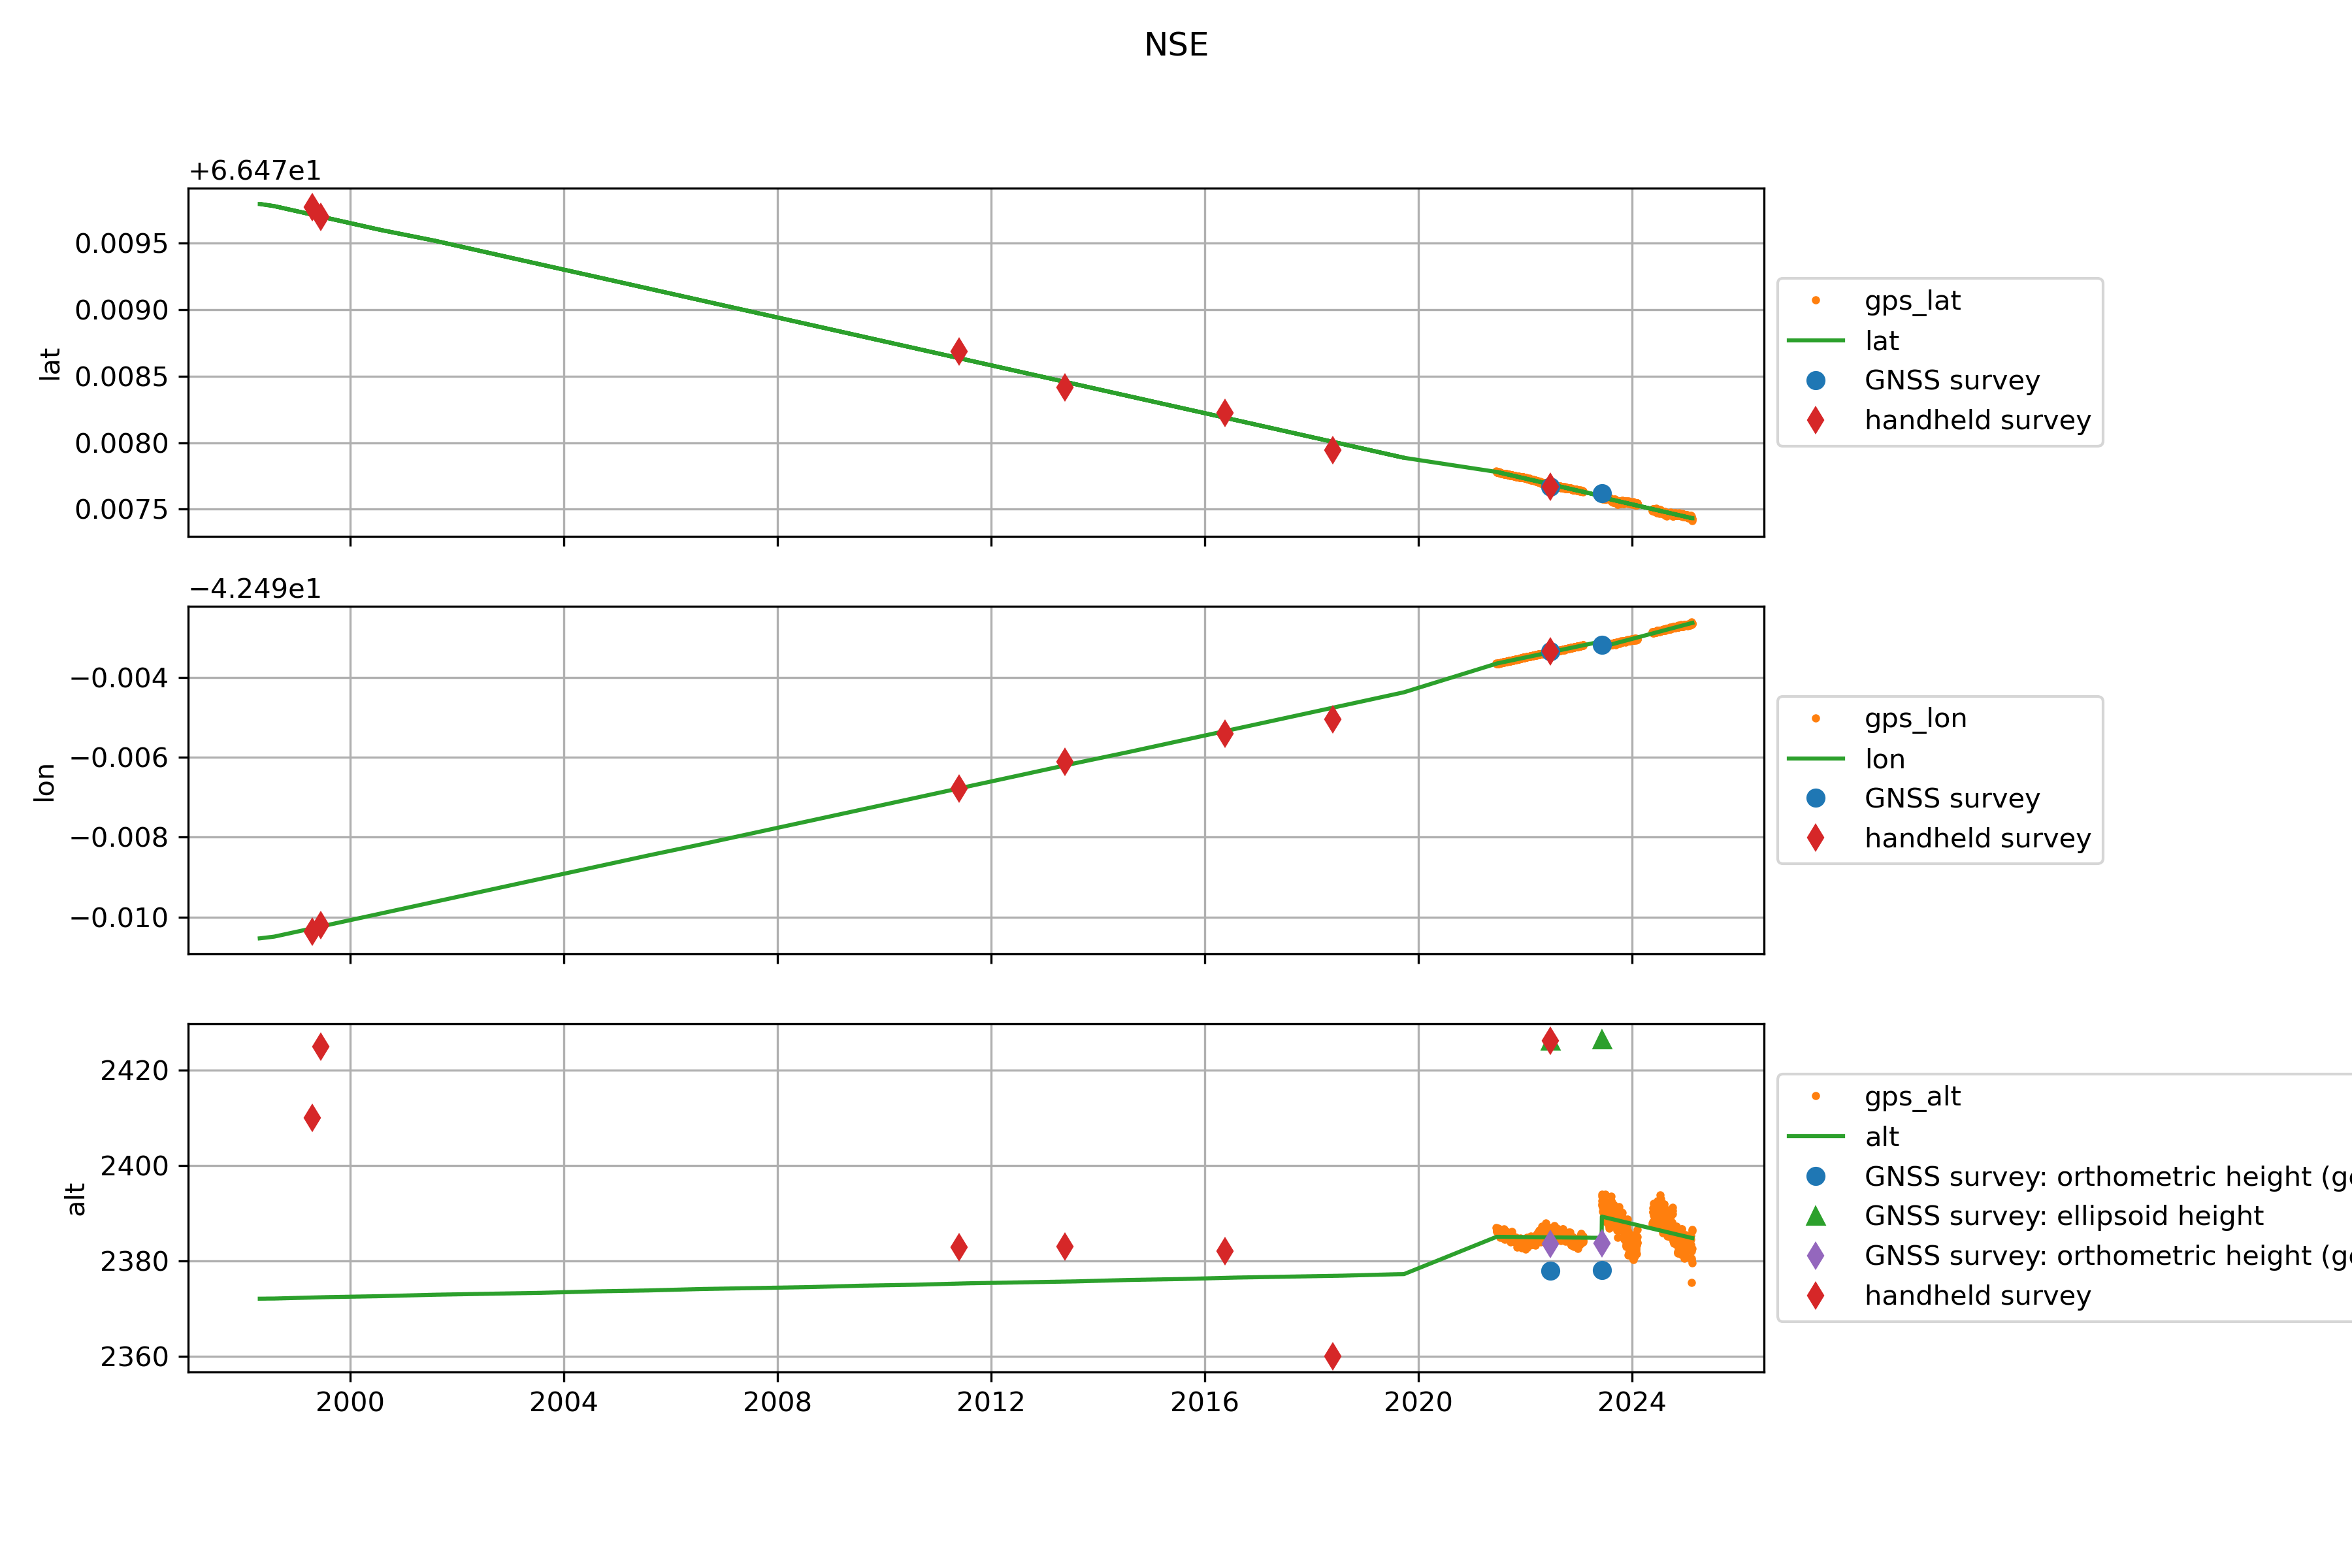 NSE
+6.647e1
0.0095
0.0090
0.0085
0.0080
0.0075
lat
gps_lat
lat
GNSS survey
handheld survey
−4.249e1
−0.004
−0.006
−0.008
−0.010
lon
gps_lon
lon
GNSS survey
handheld survey
2420
2400
2380
2360
alt
2000 2004 2008 2012 2016 2020 2024
gps_alt
alt
GNSS survey: orthometric height
GNSS survey: ellipsoid height
GNSS survey: orthometric height
handheld survey